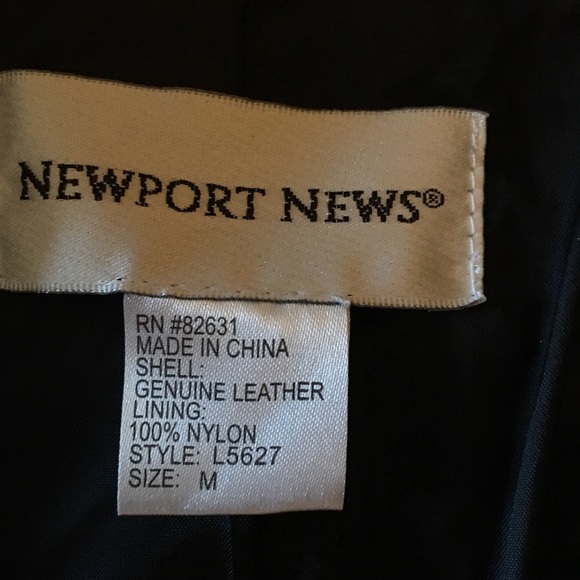 NEWPORT NEWS®
RN #82631
MADE IN CHINA
SHELL:
GENUINE LEATHER
LINING:
100% NYLON
STYLE: L5627
SIZE: M